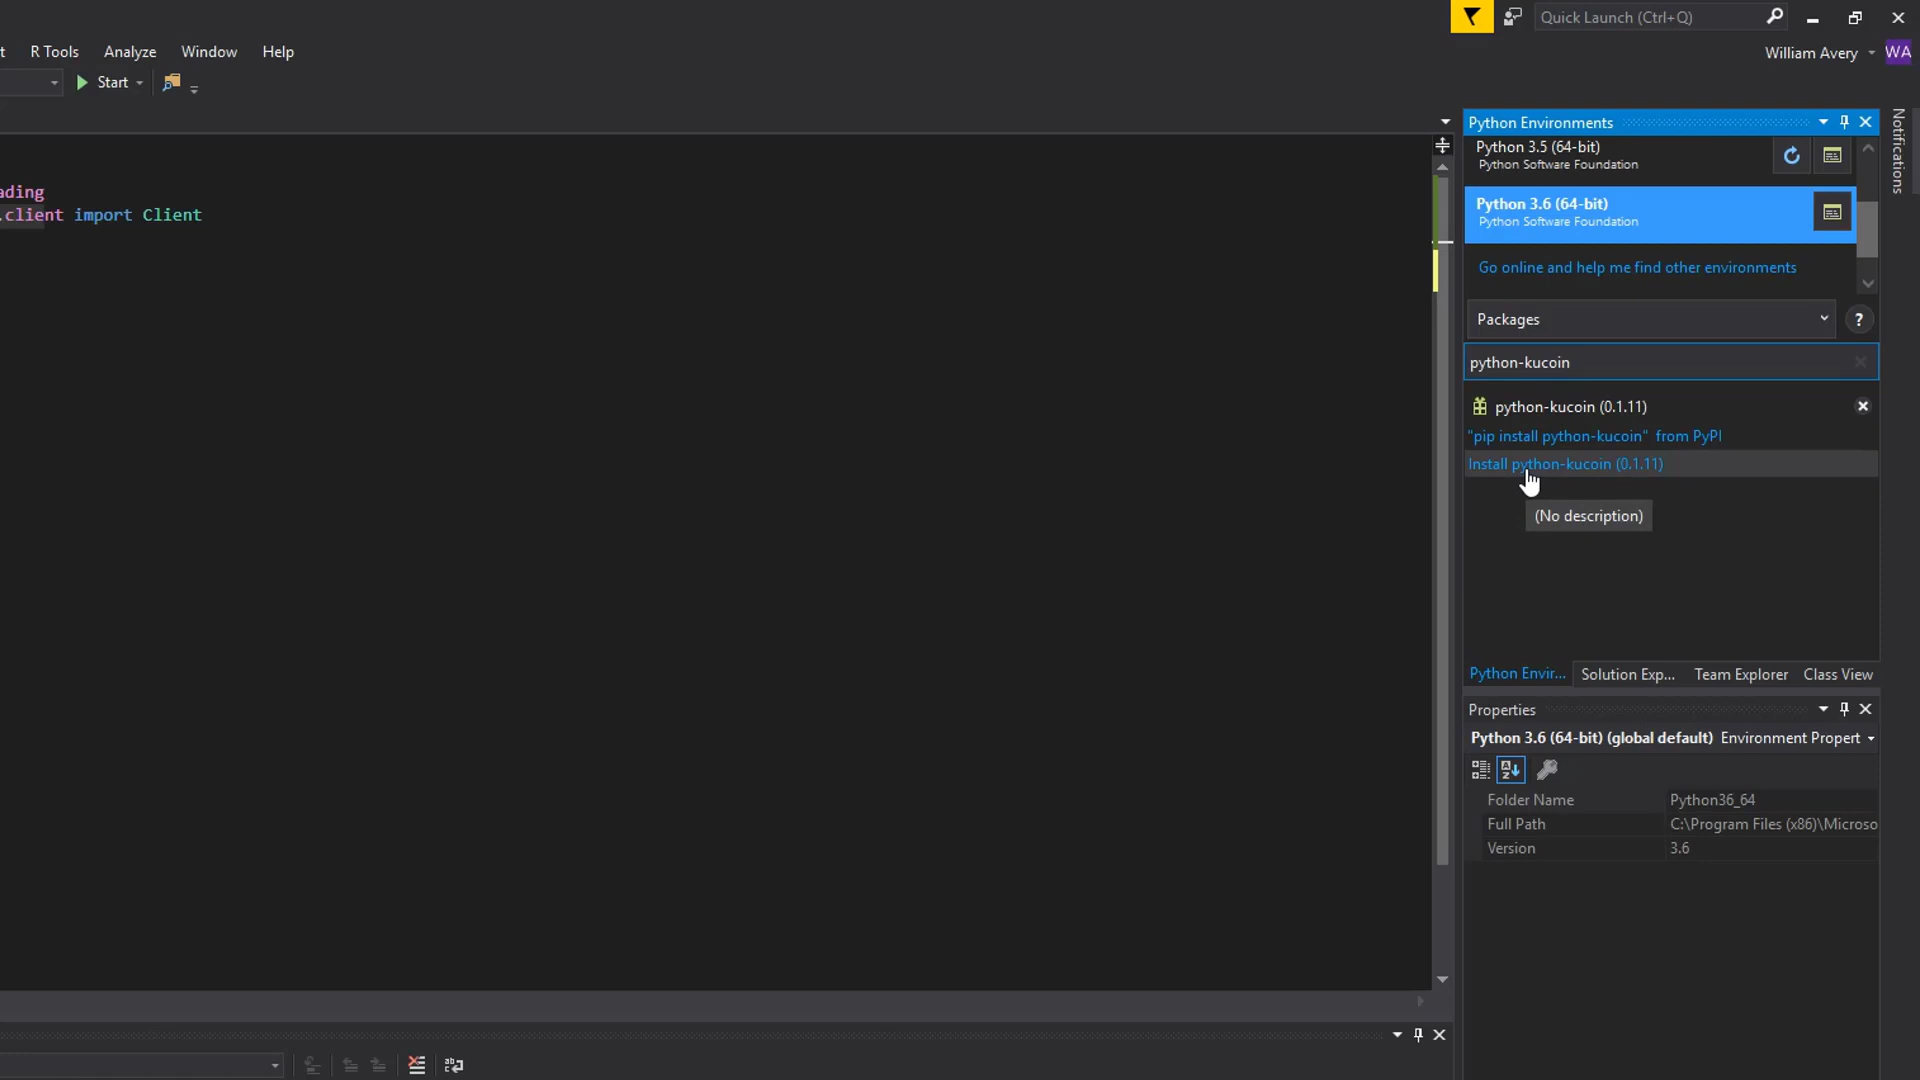 Quick Launch (Ctrl+Q)
t R Tools Analyze Window Help
William Avery WA
Start
Python Environments
Notifications
Python 3.5 (64-bit)
Python Software Foundation
ading
.client import Client
Python 3.6 (64-bit)
Python Software Foundation
Go online and help me find other environments
Packages ?
python-kucoin
python-kucoin (0.1.11)
"pip install python-kucoin" from PyPI
Install python-kucoin (0.1.11)
(No description)
Python Envir... Solution Exp... Team Explorer Class View
Properties
Python 3.6 (64-bit) (global default) Environment Propert
Folder Name Python36_64
Full Path C:\Program Files (x86)\Microso
Version 3.6